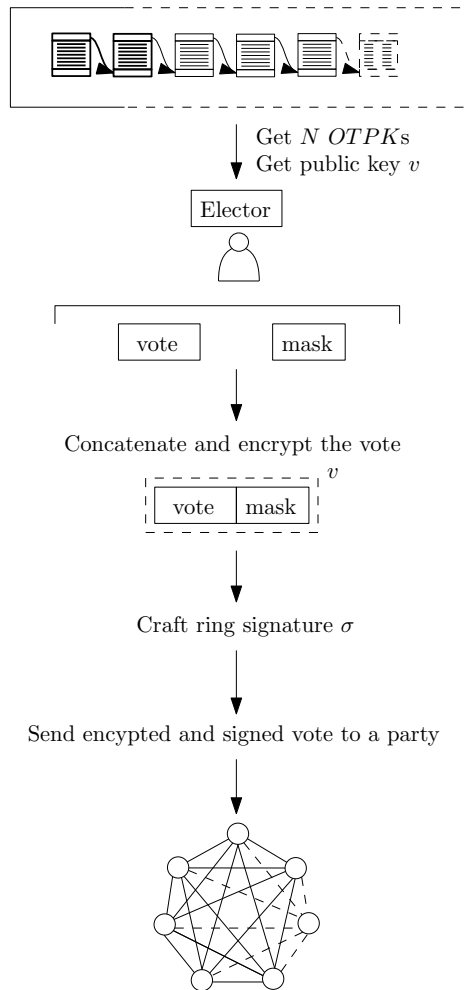 Get N OTPKs
Get public key v
Elector
vote mask
Concatenate and encrypt the vote
v
vote mask
Craft ring signature σ
Send encypted and signed vote to a party